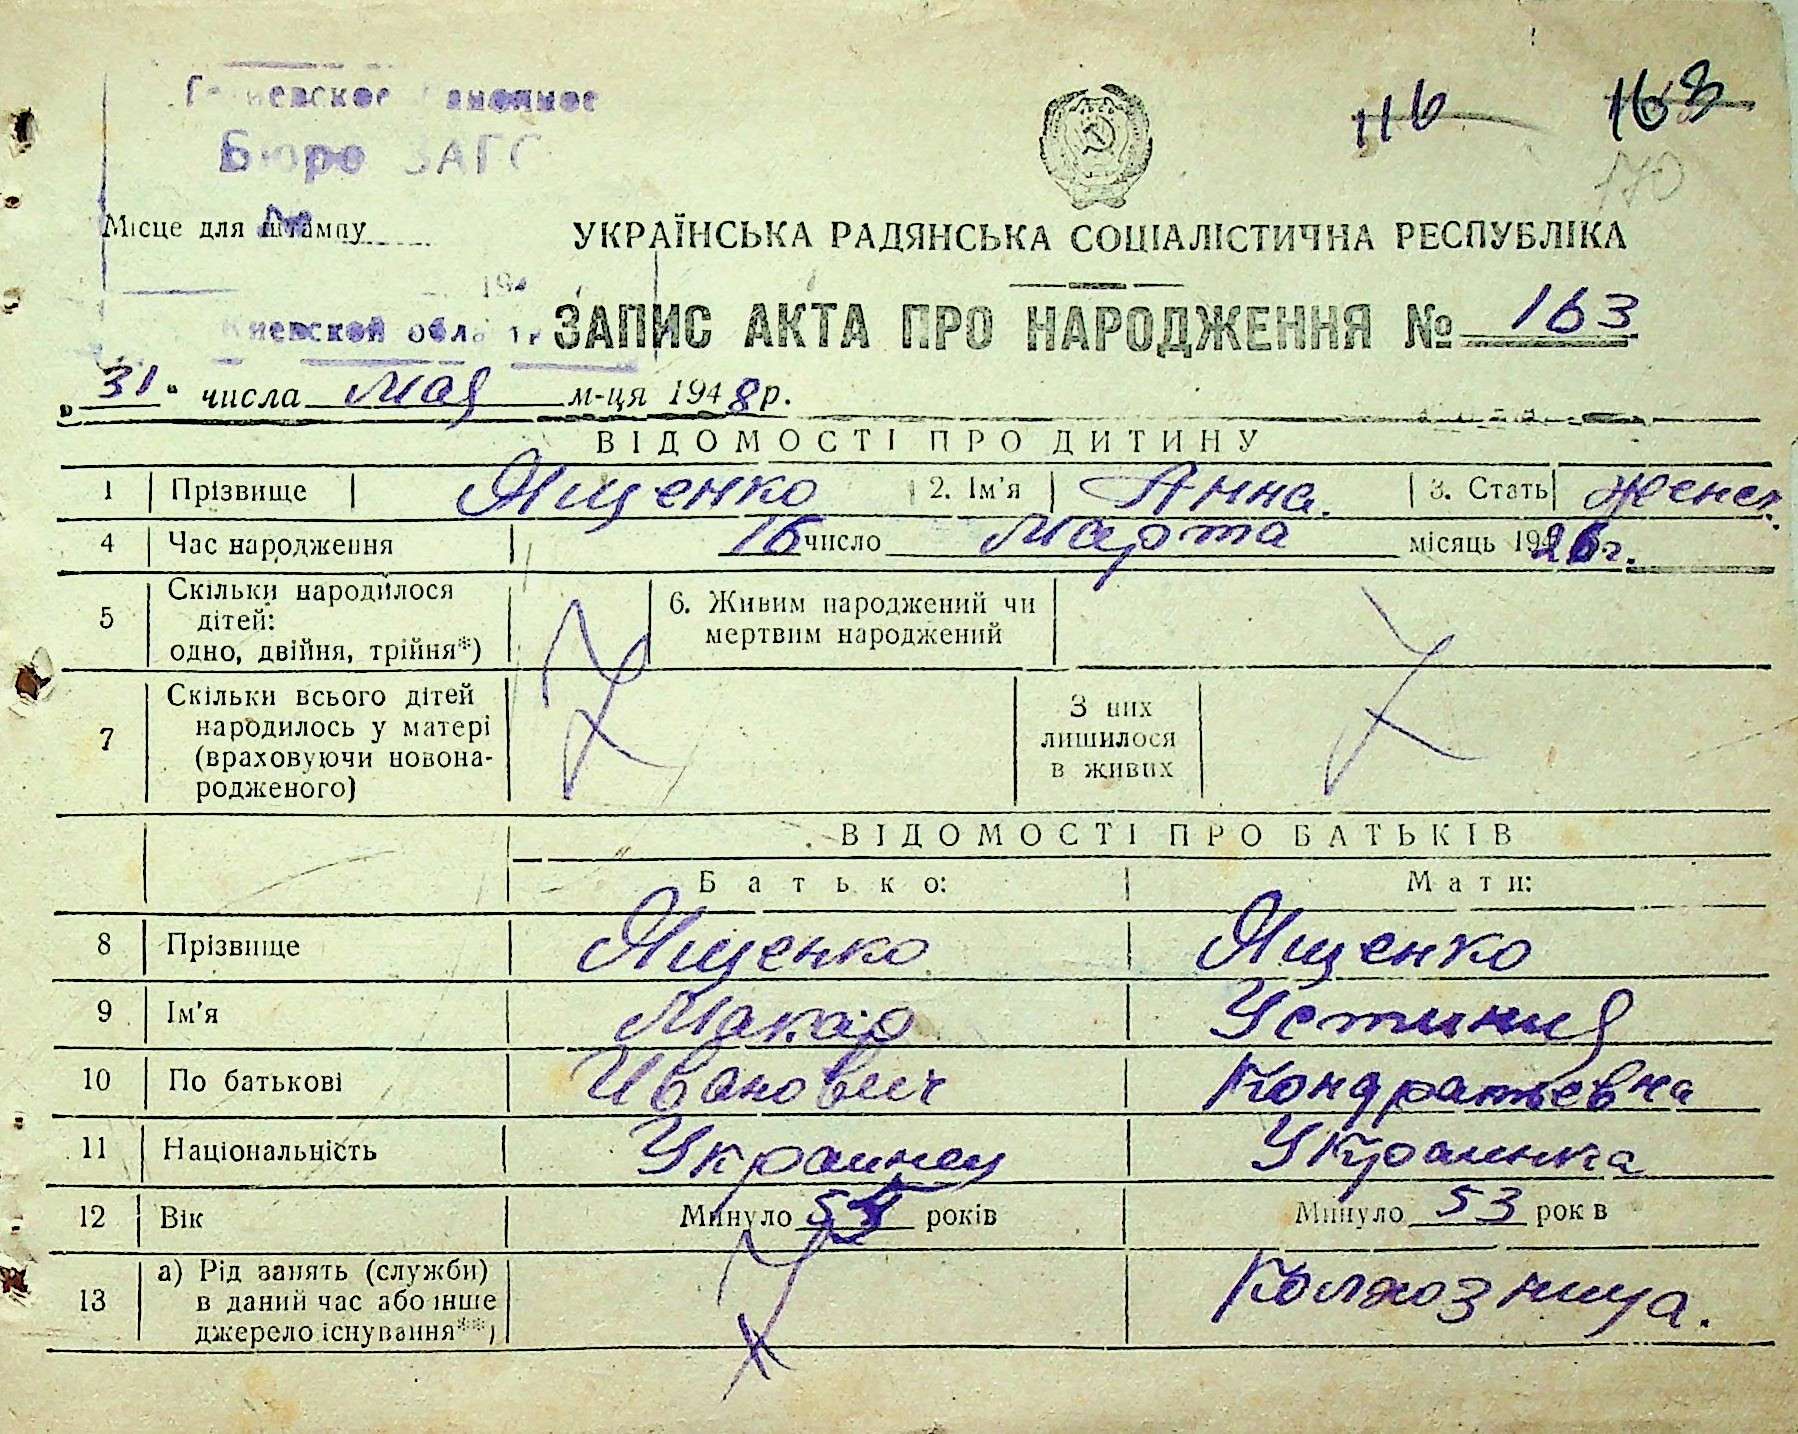 116 163
170
Бюро ЗАГС
Місце для штампу
УКРАЇНСЬКА РАДЯНСЬКА СОЦІАЛІСТИЧНА РЕСПУБЛІКА
Киевской обл
ЗАПИС АКТА ПРО НАРОДЖЕННЯ № 163
"31" числа Мая м-ця 1948 р.
ВІДОМОСТІ ПРО ДИТИНУ
1 Прізвище Ященко 2. Ім'я Анна. 3. Стать женск.
4 Час народження 16 число Марта місяць 1926 г.
5 Скільки народилося дітей: одно, двійня, трійня*) 6. Живим народжений чи мертвим народжений
7 Скільки всього дітей народилось у матері (враховуючи новонародженого) З них лишилося в живих
ВІДОМОСТІ ПРО БАТЬКІВ
Батько: Мати:
8 Прізвище Ященко Ященко
9 Ім'я Макар Устиния
10 По батькові Иванович Кондратьевна
11 Національність Украинец Украинка
12 Вік Минуло років Минуло 53 років
13 а) Рід занять (служби) в даний час або інше джерело існування**) Колхозница.